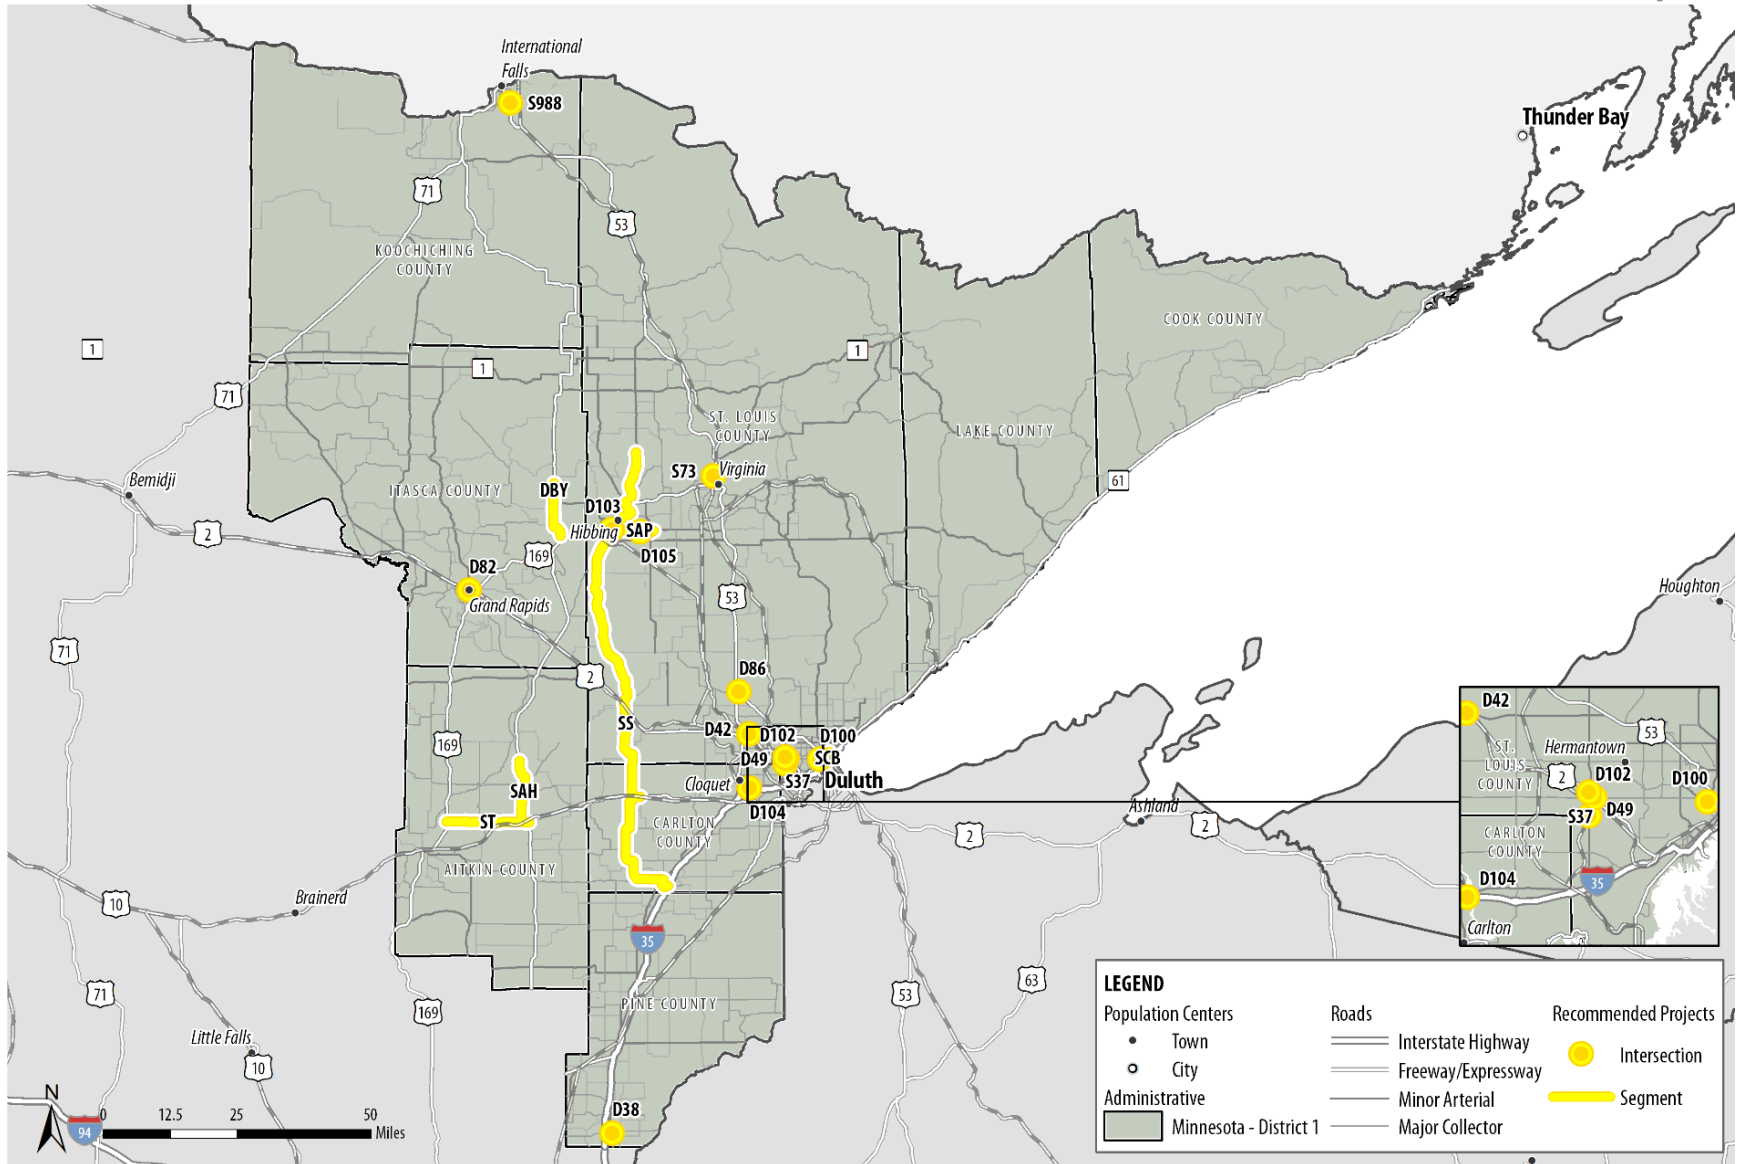 International
Falls
S988
Thunder Bay
71
53
KOOCHICHING
COUNTY
COOK COUNTY
1
1
1
71
ST. LOUIS
COUNTY
LAKE COUNTY
Bemidji
S73
Virginia
61
ITASCA COUNTY
DBY
D103
2
Hibbing
SAP
169
D105
D82
Grand Rapids
53
Houghton
71
2
D86
SS
D42
D102
D100
169
D49
SCB
Cloquet
S37
Duluth
SAH
D104
Ashland
ST
CARLTON
COUNTY
2
2
AITKIN COUNTY
Brainerd
10
35
71
169
PINE COUNTY
53
63
Little Falls
10
D38
N
0 12.5 25 50
Miles
94
D42
53
ST.
LOUIS
COUNTY
Hermantown
2
D102
D100
D49
S37
CARLTON
COUNTY
D104
35
Carlton
LEGEND
Population Centers
Town
City
Administrative
Minnesota - District 1
Roads
Interstate Highway
Freeway/Expressway
Minor Arterial
Major Collector
Recommended Projects
Intersection
Segment